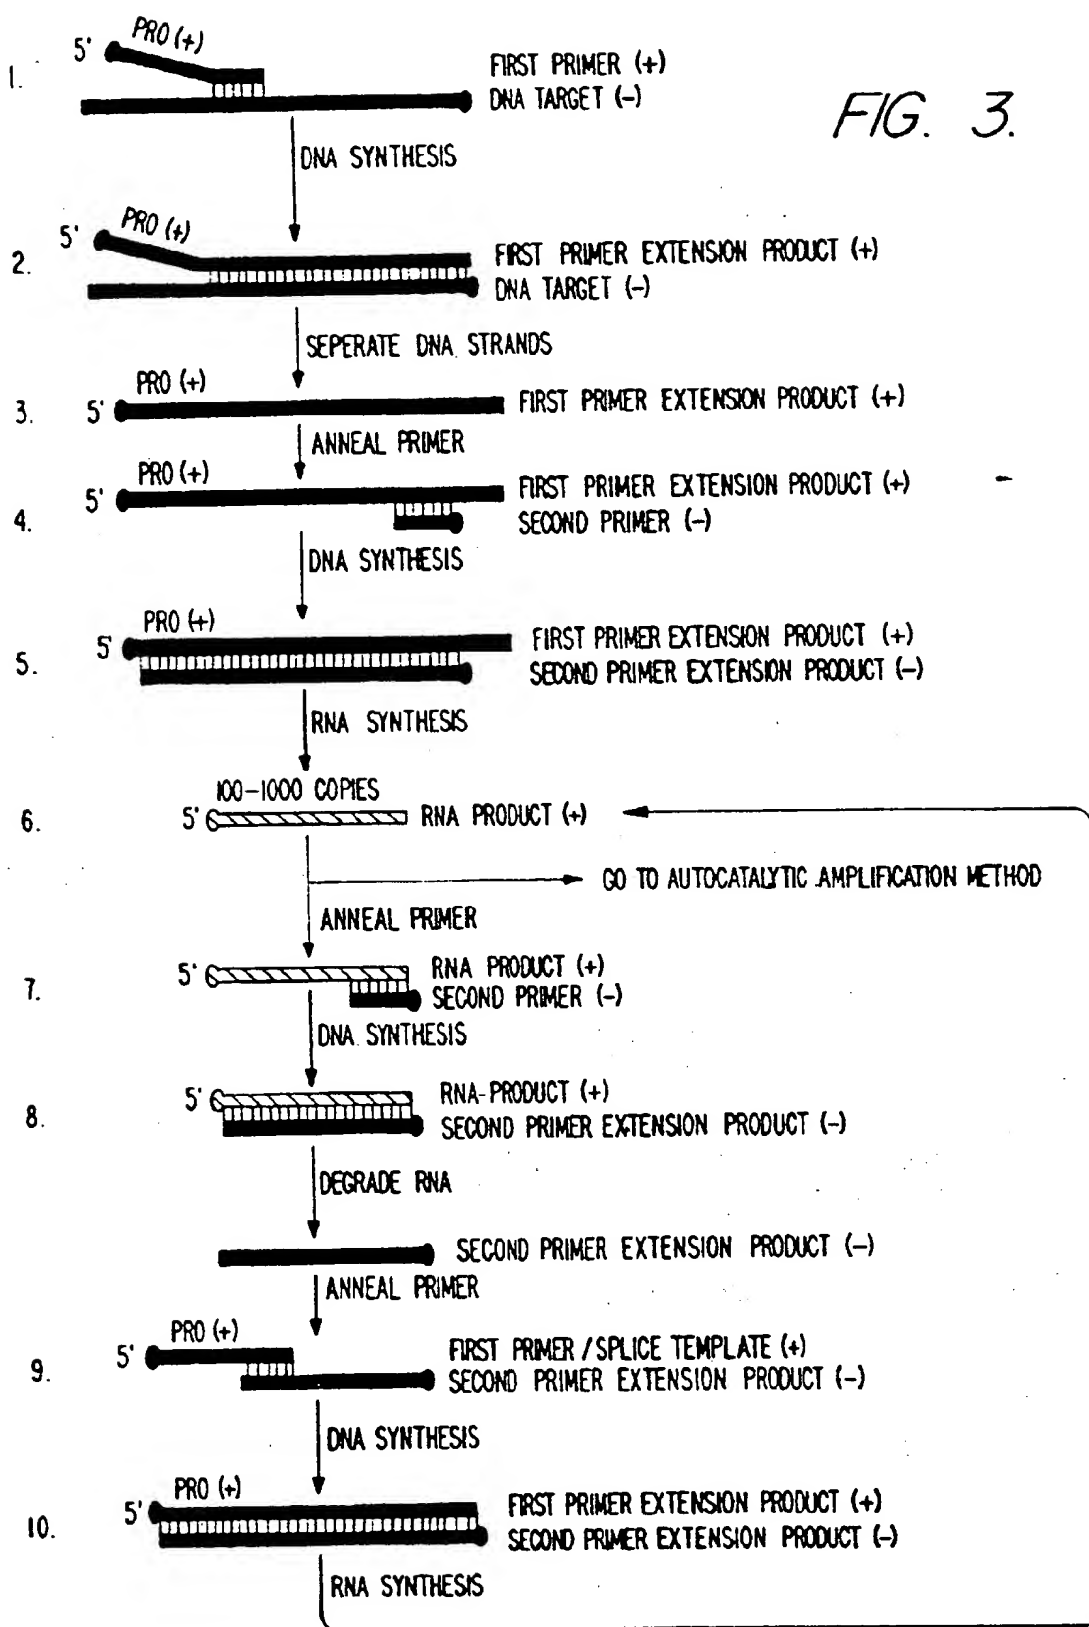 FIG. 3.
1.
5'
PRO (+)
FIRST PRIMER (+)
DNA TARGET (-)
DNA SYNTHESIS
2.
5'
PRO (+)
FIRST PRIMER EXTENSION PRODUCT (+)
DNA TARGET (-)
SEPERATE DNA STRANDS
3.
5'
PRO (+)
FIRST PRIMER EXTENSION PRODUCT (+)
ANNEAL PRIMER
4.
5'
PRO (+)
FIRST PRIMER EXTENSION PRODUCT (+)
SECOND PRIMER (-)
DNA SYNTHESIS
5.
5'
PRO (+)
FIRST PRIMER EXTENSION PRODUCT (+)
SECOND PRIMER EXTENSION PRODUCT (-)
RNA SYNTHESIS
100-1000 COPIES
6.
5'
RNA PRODUCT (+)
GO TO AUTOCATALYTIC AMPLIFICATION METHOD
ANNEAL PRIMER
7.
5'
RNA PRODUCT (+)
SECOND PRIMER (-)
DNA SYNTHESIS
8.
5'
RNA-PRODUCT (+)
SECOND PRIMER EXTENSION PRODUCT (-)
DEGRADE RNA
SECOND PRIMER EXTENSION PRODUCT (-)
ANNEAL PRIMER
9.
5'
PRO (+)
FIRST PRIMER / SPLICE TEMPLATE (+)
SECOND PRIMER EXTENSION PRODUCT (-)
DNA SYNTHESIS
10.
5'
PRO (+)
FIRST PRIMER EXTENSION PRODUCT (+)
SECOND PRIMER EXTENSION PRODUCT (-)
RNA SYNTHESIS